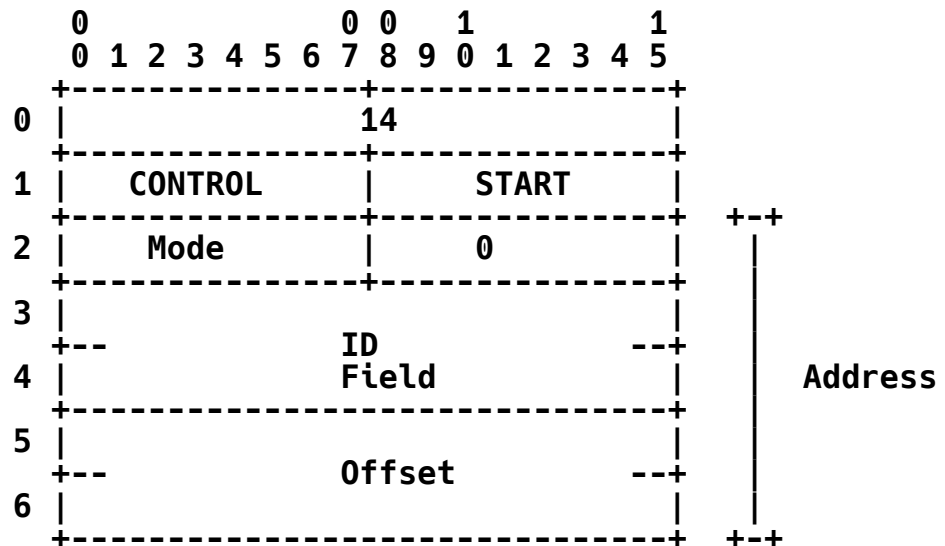 0 0 0 1 1
0 1 2 3 4 5 6 7 8 9 0 1 2 3 4 5
0 14
1 CONTROL START
2 Mode 0
3
ID
4 Field Address
5
Offset
6